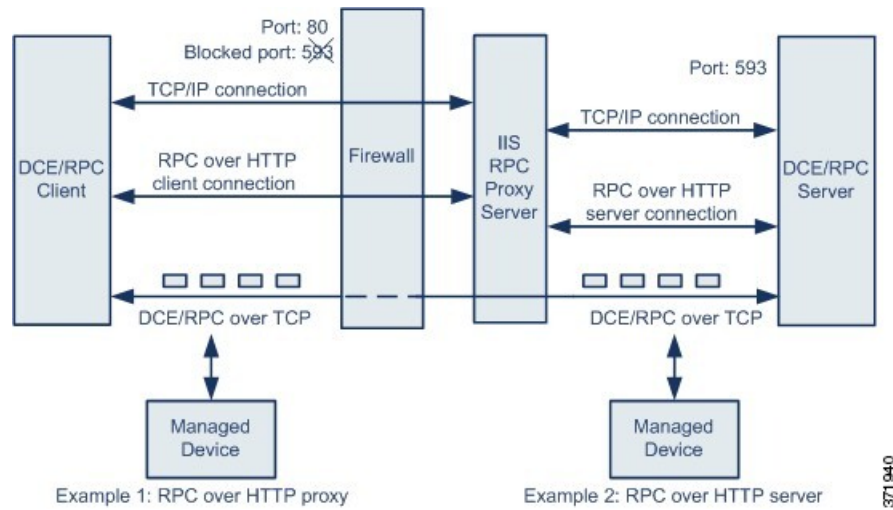 Port: 80
Blocked port: 593
Port: 593
TCP/IP connection
TCP/IP connection
DCE/RPC
Client
RPC over HTTP
client connection
Firewall
IIS
RPC
Proxy
Server
RPC over HTTP
server connection
DCE/RPC
Server
DCE/RPC over TCP
DCE/RPC over TCP
Managed
Device
Managed
Device
Example 1: RPC over HTTP proxy
Example 2: RPC over HTTP server
371949